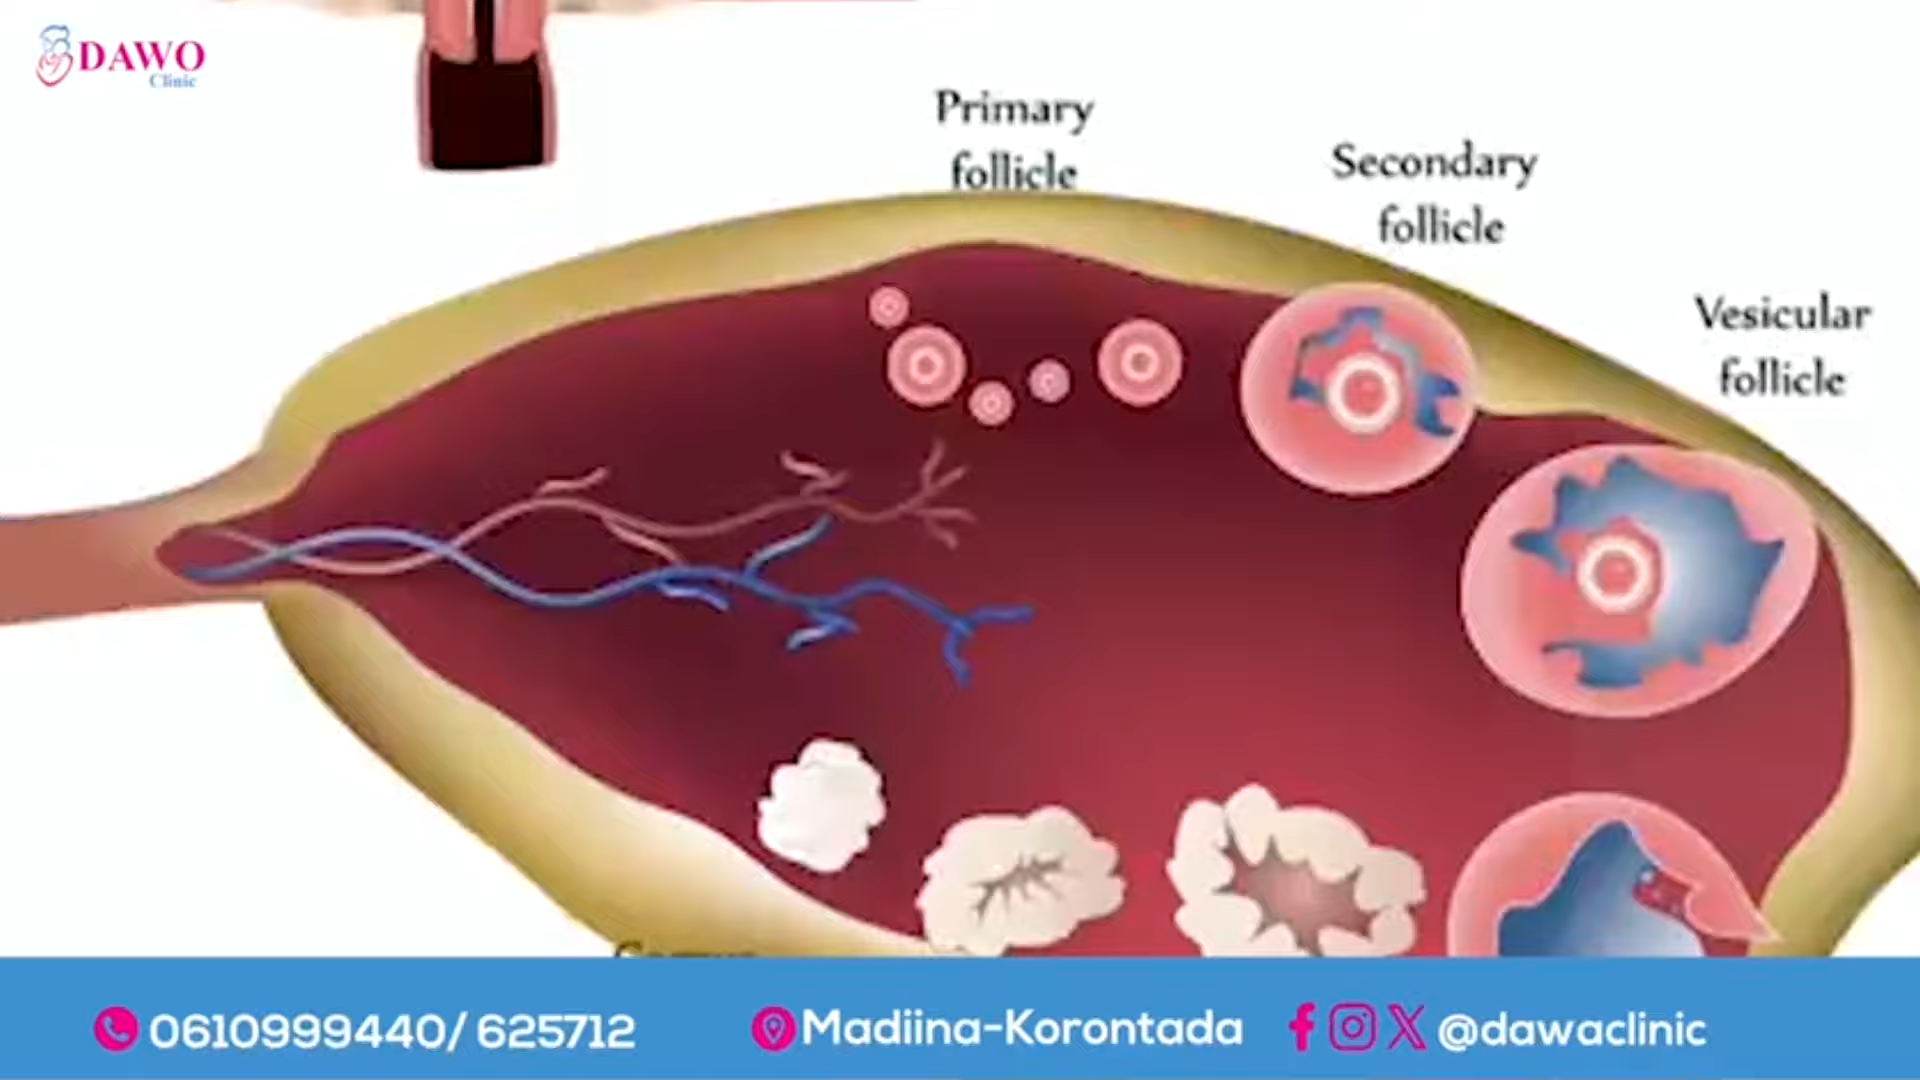 DAWO
Clinic
Primary
follicle
Secondary
follicle
Vesicular
follicle
0610999440/ 625712
Madiina-Korontada
@dawaclinic